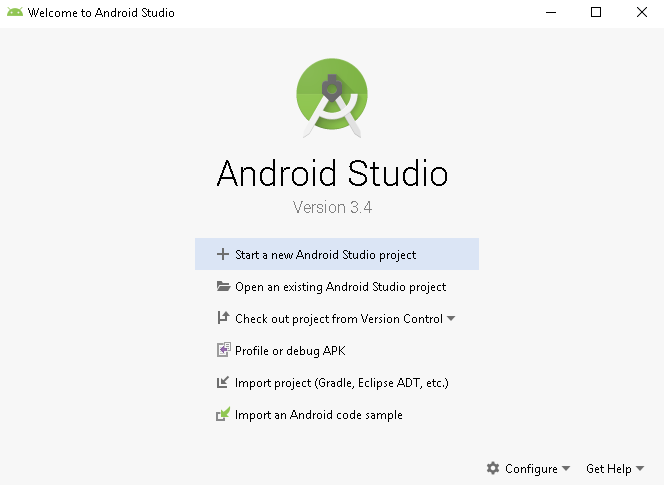 Welcome to Android Studio
Android Studio
Version 3.4
Start a new Android Studio project
Open an existing Android Studio project
Check out project from Version Control
Profile or debug APK
Import project (Gradle, Eclipse ADT, etc.)
Import an Android code sample
Configure Get Help